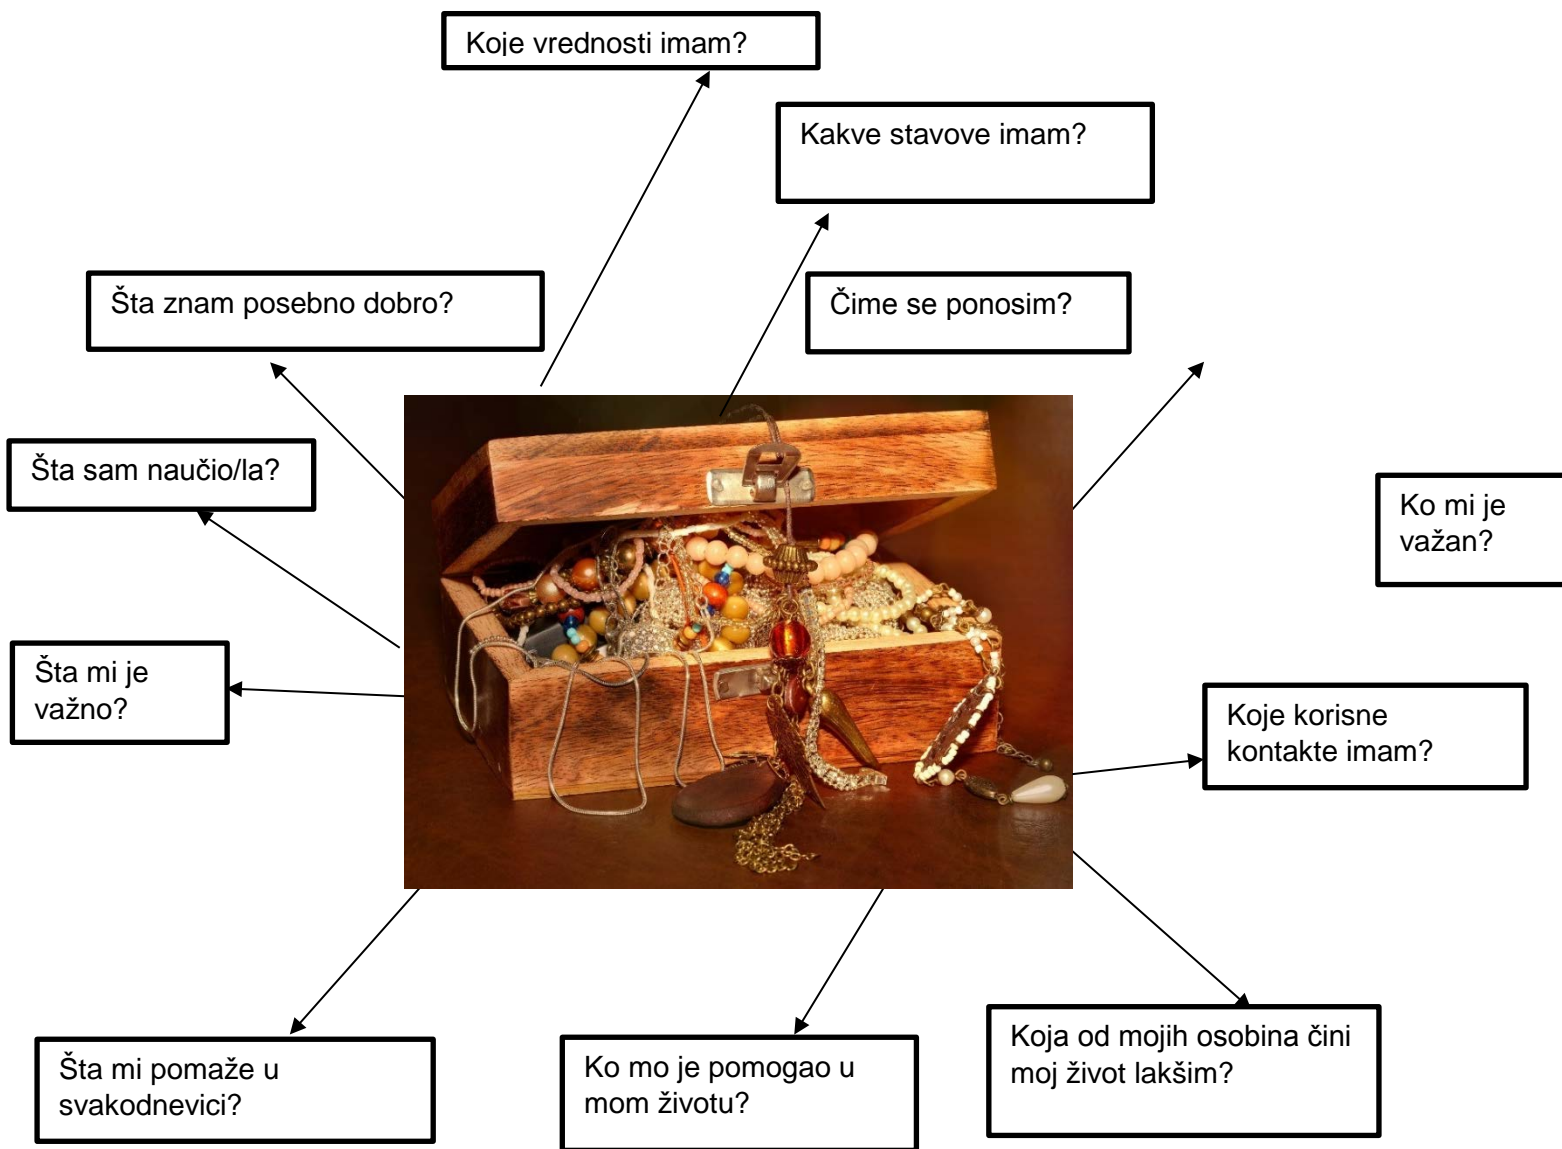 Koje vrednosti imam?
Kakve stavove imam?
Šta znam posebno dobro?
Čime se ponosim?
Šta sam naučio/la?
Ko mi je
važan?
Šta mi je
važno?
Koje korisne
kontakte imam?
Koja od mojih osobina čini
moj život lakšim?
Šta mi pomaže u
svakodnevici?
Ko mo je pomogao u
mom životu?